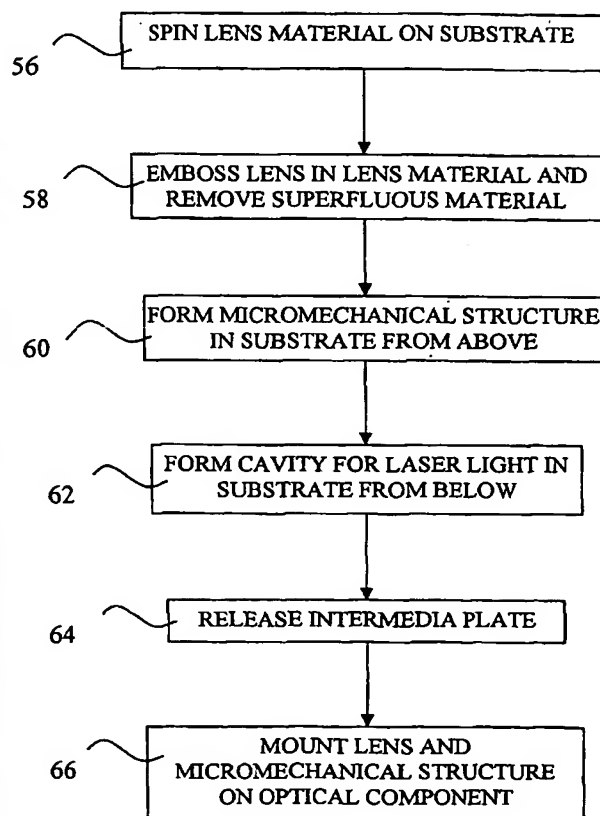 SPIN LENS MATERIAL ON SUBSTRATE
56
EMBOSS LENS IN LENS MATERIAL AND
REMOVE SUPERFLUOUS MATERIAL
58
FORM MICROMECHANICAL STRUCTURE
IN SUBSTRATE FROM ABOVE
60
FORM CAVITY FOR LASER LIGHT IN
SUBSTRATE FROM BELOW
62
RELEASE INTERMEDIA PLATE
64
MOUNT LENS AND
MICROMECHANICAL STRUCTURE
ON OPTICAL COMPONENT
66